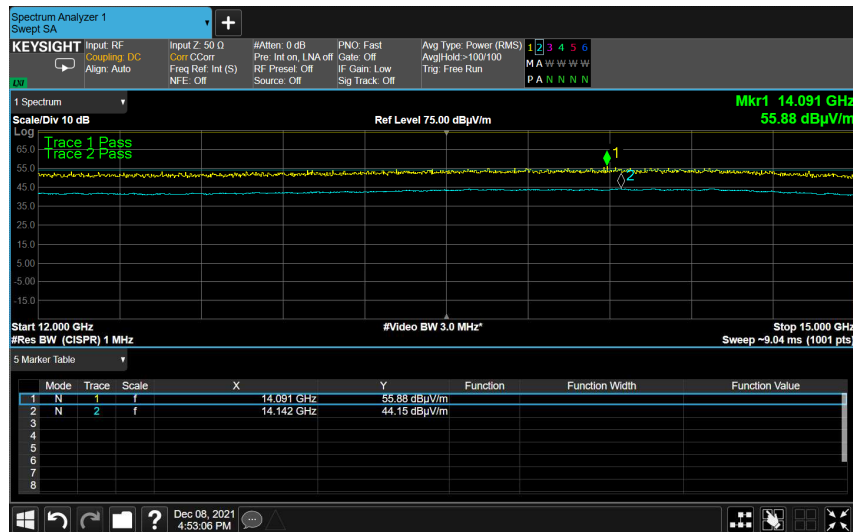 Spectrum Analyzer 1
Swept SA
+
KEYSIGHT
LXI
Input: RF
Coupling: DC
Align: Auto
Input Z: 50 Ω
Corr CCorr
Freq Ref: Int (S)
NFE: Off
#Atten: 0 dB
Pre: Int on, LNA off
RF Presel: Off
Source: Off
PNO: Fast
Gate: Off
IF Gain: Low
Sig Track: Off
Avg Type: Power (RMS)
Avg|Hold:>100/100
Trig: Free Run
1 2 3 4 5 6
M A W W W W
P A N N N N
1 Spectrum
Mkr1 14.091 GHz
Scale/Div 10 dB
Ref Level 75.00 dBµV/m
55.88 dBµV/m
Log
Trace 1 Pass
Trace 2 Pass
65.0
55.0
45.0
35.0
25.0
15.0
5.00
-5.00
-15.0
1
2
Start 12.000 GHz
#Video BW 3.0 MHz*
Stop 15.000 GHz
#Res BW (CISPR) 1 MHz
Sweep ~9.04 ms (1001 pts)
5 Marker Table
Mode Trace Scale X Y Function Function Width Function Value
1 N 1 f 14.091 GHz 55.88 dBµV/m
2 N 2 f 14.142 GHz 44.15 dBµV/m
3
4
5
6
7
8
?
Dec 08, 2021
4:53:06 PM